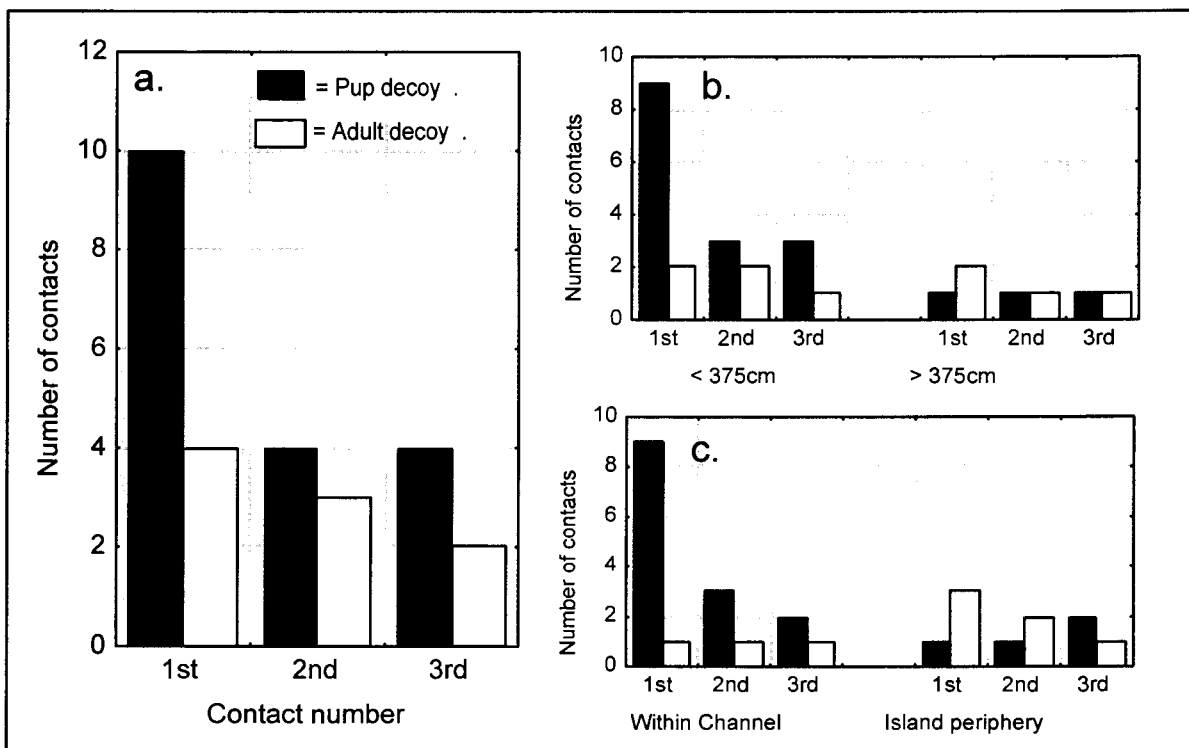 a.
= Pup decoy .
= Adult decoy .
12
10
8
6
4
2
0
Number of contacts
1st 2nd 3rd
Contact number
b.
10
8
6
4
2
0
Number of contacts
1st 2nd 3rd 1st 2nd 3rd
< 375cm > 375cm
c.
10
8
6
4
2
0
Number of contacts
1st 2nd 3rd 1st 2nd 3rd
Within Channel Island periphery